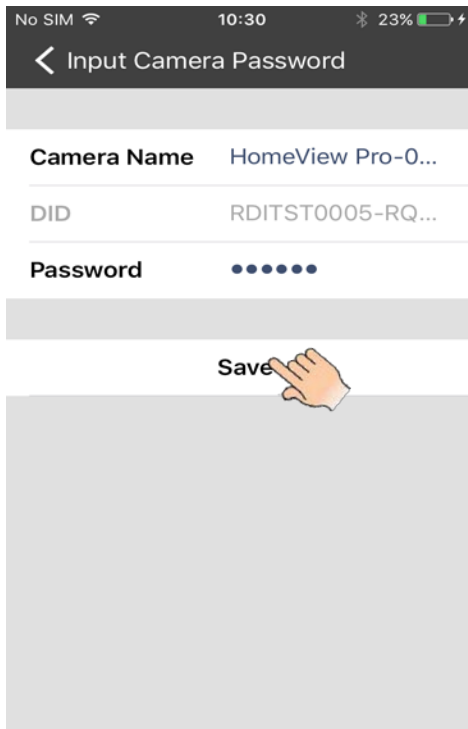 No SIM 10:30 23%
Input Camera Password
Camera Name HomeView Pro-0...
DID RDITST0005-RQ...
Password ••••••
Save